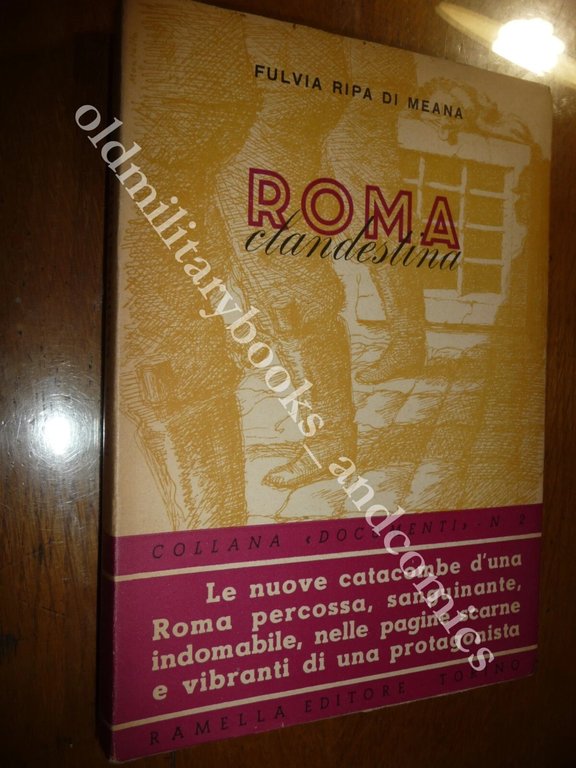 FULVIA RIPA DI MEANA
ROMA
clandestina
COLLANA «DOCUMENTI» - N. 2
Le nuove catacombe d'una
Roma percossa, sanguinante,
indomabile, nelle pagine scarne
e vibranti di una protagonista
RAMELLA EDITORE - TORINO
oldmilitarybooks_andcomics